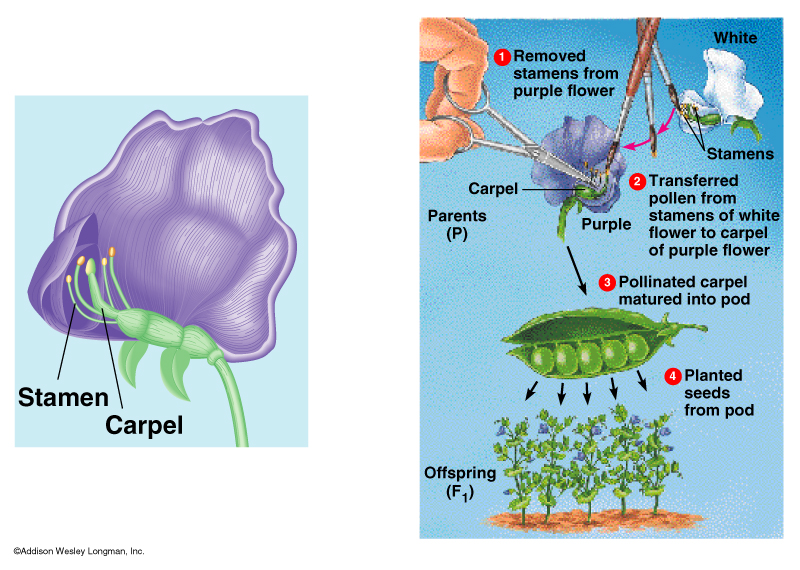 Stamen
Carpel
1 Removed
stamens from
purple flower
White
Stamens
Carpel
Parents
(P)
Purple
2 Transferred
pollen from
stamens of white
flower to carpel
of purple flower
3 Pollinated carpel
matured into pod
4 Planted
seeds
from pod
Offspring
(F1)
©Addison Wesley Longman, Inc.